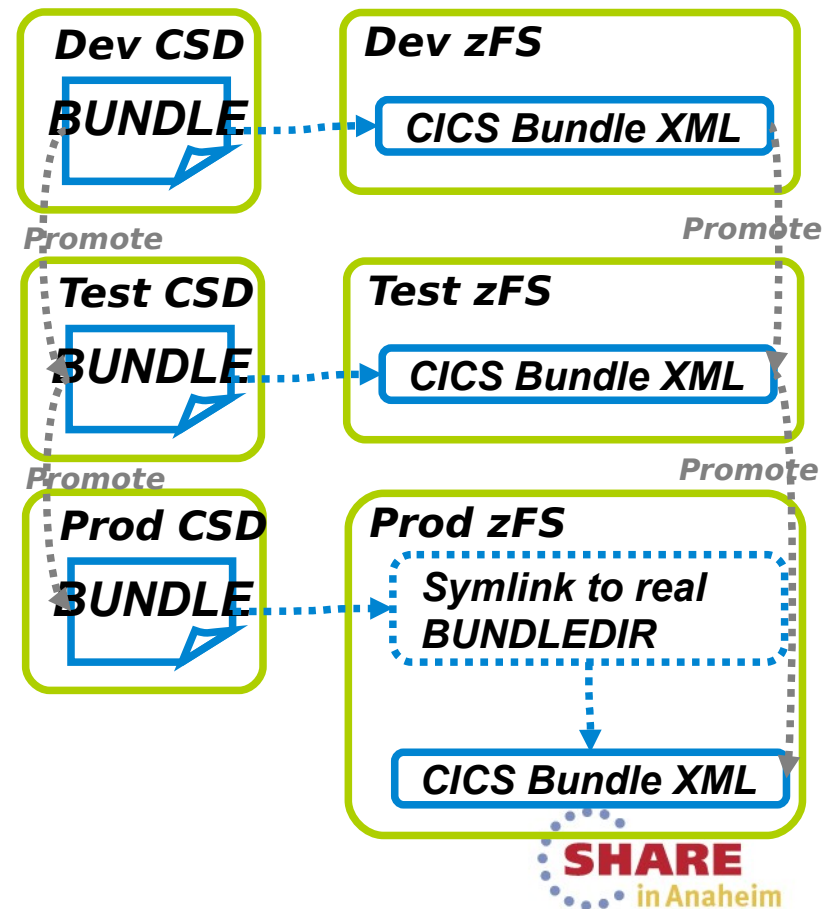 Dev CSD
BUNDLE
Dev zFS
CICS Bundle XML
Promote
Promote
Test CSD
BUNDLE
Test zFS
CICS Bundle XML
Promote
Promote
Prod CSD
BUNDLE
Prod zFS
Symlink to real
BUNDLEDIR
CICS Bundle XML
SHARE
in Anaheim